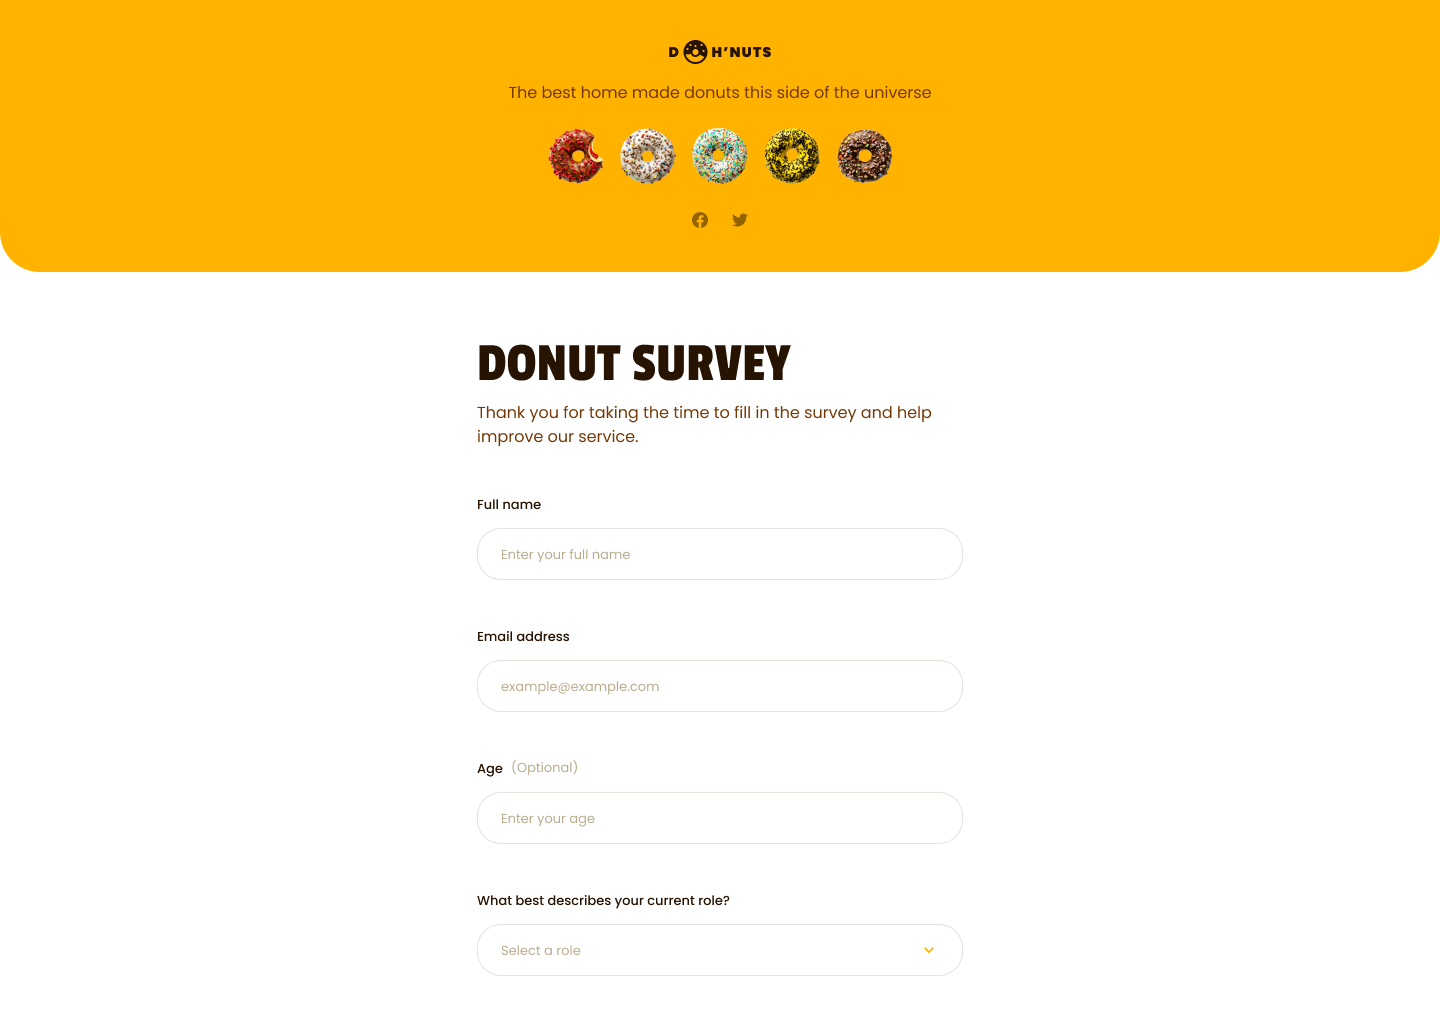 D H'NUTS
The best home made donuts this side of the universe
DONUT SURVEY
Thank you for taking the time to fill in the survey and help
improve our service.
Full name
Enter your full name
Email address
example@example.com
Age (Optional)
Enter your age
What best describes your current role?
Select a role